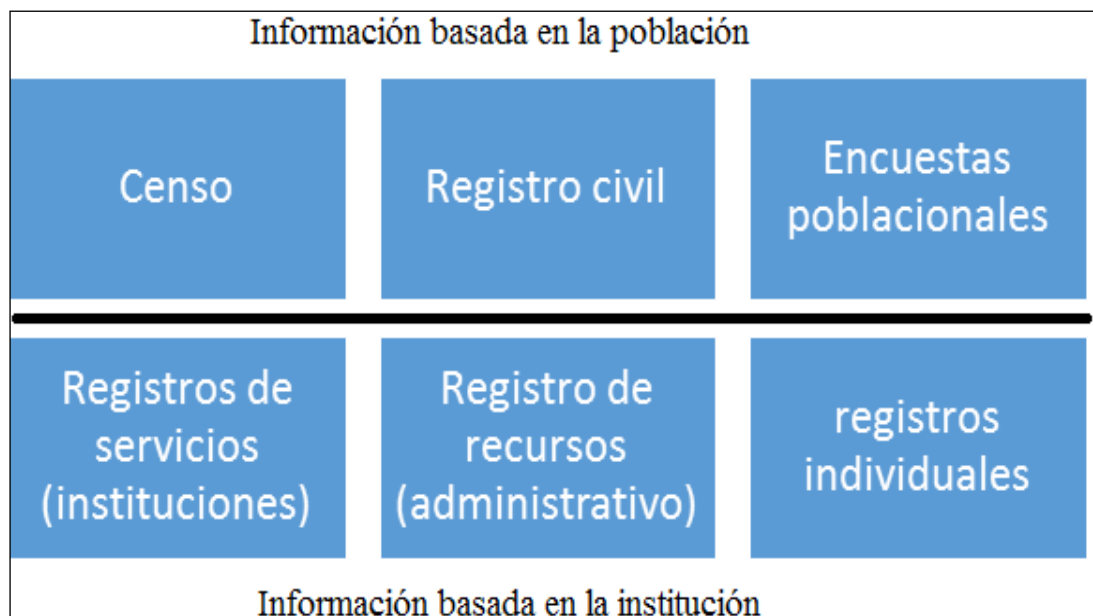 Información basada en la población
Censo
Registro civil
Encuestas
poblacionales
Registros de
servicios
(instituciones)
Registro de
recursos
(administrativo)
registros
individuales
Información basada en la institución